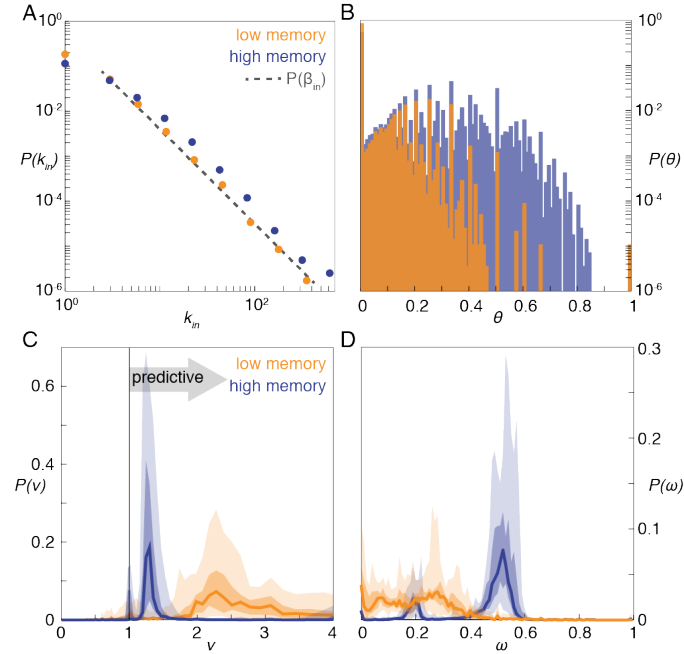 A
B
10^0
10^0
low memory
high memory
P(β_in)
10^-2
10^-2
P(k_in)
P(θ)
10^-4
10^-4
10^-6
10^-6
10^0
10^2
0
0.2
0.4
0.6
0.8
1
k_in
θ
C
D
0.3
low memory
high memory
predictive
0.6
0.2
0.4
P(v)
P(ω)
0.1
0.2
0
0
0
1
2
3
4
0
0.2
0.4
0.6
0.8
1
v
ω